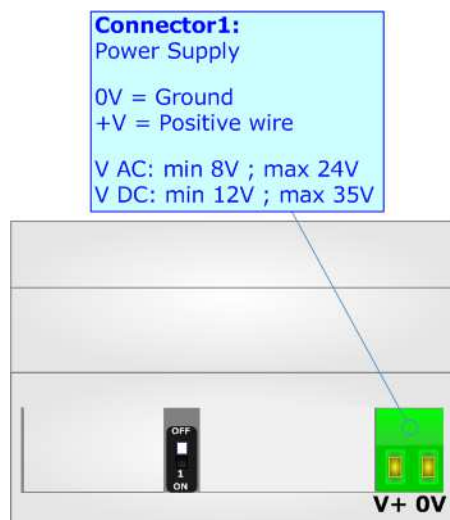 Connector1:
Power Supply
0V = Ground
+V = Positive wire
V AC: min 8V ; max 24V
V DC: min 12V ; max 35V
OFF
1
ON
V+ 0V